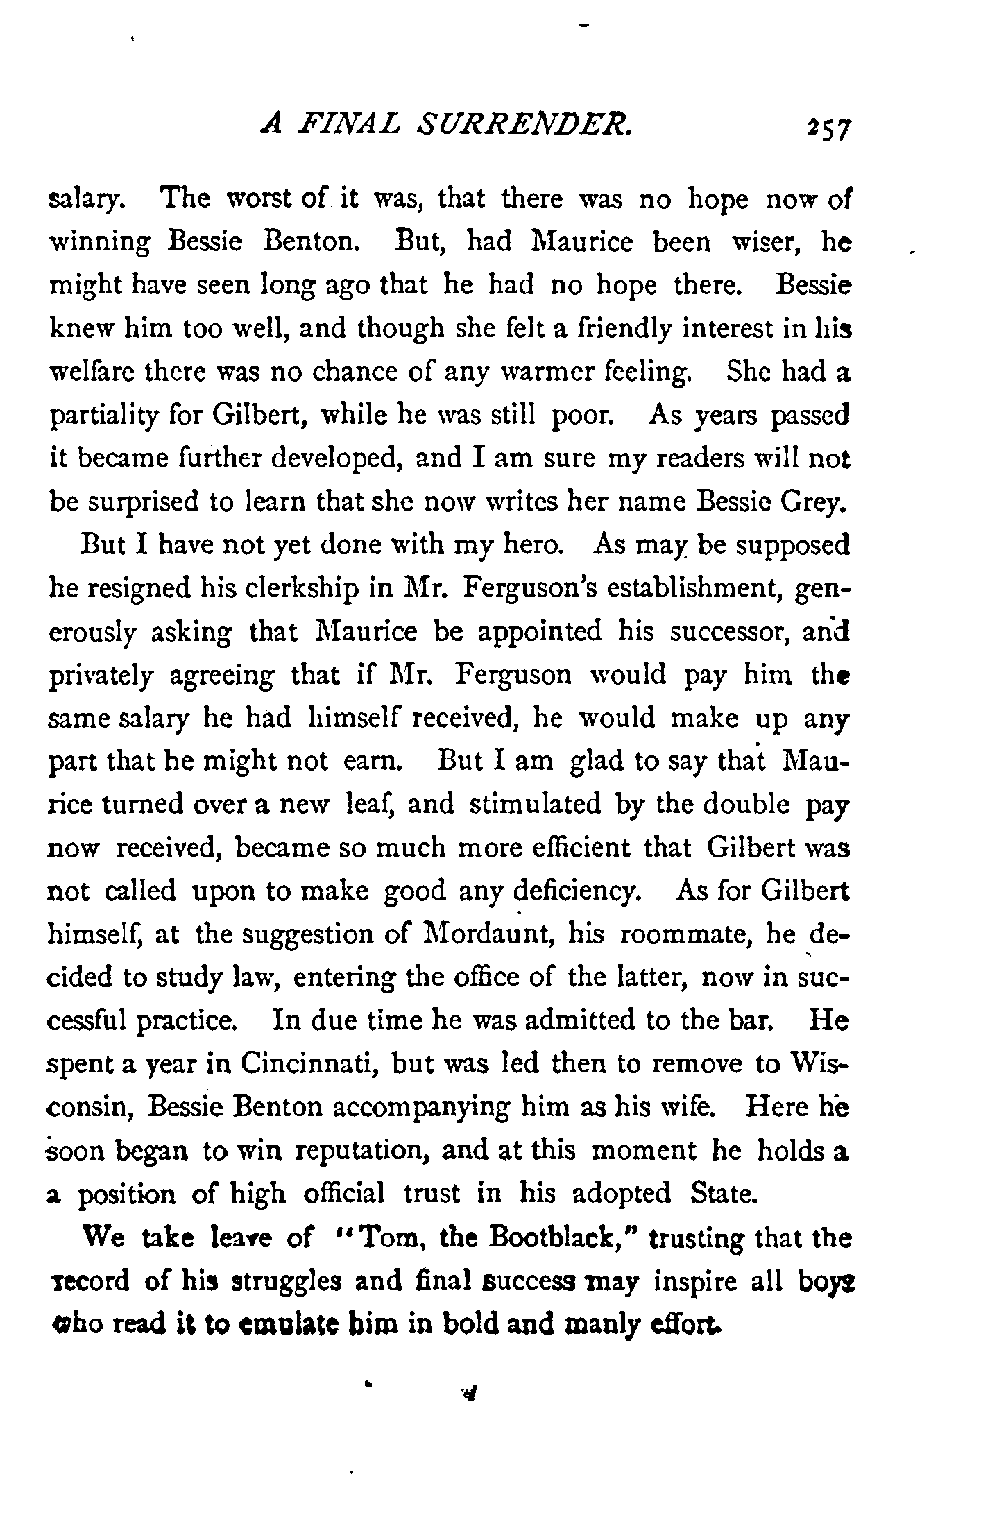 A FINAL SURRENDER. 257
salary. The worst of it was, that there was no hope now of
winning Bessie Benton. But, had Maurice been wiser, he
might have seen long ago that he had no hope there. Bessie
knew him too well, and though she felt a friendly interest in his
welfare there was no chance of any warmer feeling. She had a
partiality for Gilbert, while he was still poor. As years passed
it became further developed, and I am sure my readers will not
be surprised to learn that she now writes her name Bessie Grey.
But I have not yet done with my hero. As may be supposed
he resigned his clerkship in Mr. Ferguson's establishment, gen-
erously asking that Maurice be appointed his successor, and
privately agreeing that if Mr. Ferguson would pay him the
same salary he had himself received, he would make up any
part that he might not earn. But I am glad to say that Mau-
rice turned over a new leaf, and stimulated by the double pay
now received, became so much more efficient that Gilbert was
not called upon to make good any deficiency. As for Gilbert
himself, at the suggestion of Mordaunt, his roommate, he de-
cided to study law, entering the office of the latter, now in suc-
cessful practice. In due time he was admitted to the bar. He
spent a year in Cincinnati, but was led then to remove to Wis-
consin, Bessie Benton accompanying him as his wife. Here he
soon began to win reputation, and at this moment he holds a
a position of high official trust in his adopted State.
We take leave of "Tom, the Bootblack," trusting that the
record of his struggles and final success may inspire all boys
who read it to emulate him in bold and manly effort.